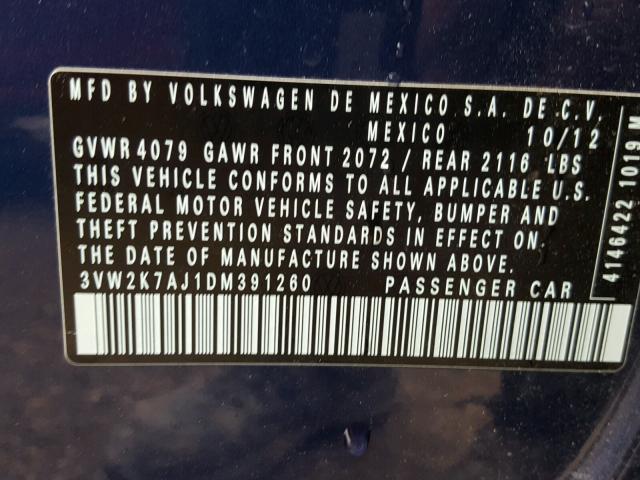 MFD BY VOLKSWAGEN DE MEXICO S.A. DE C.V.
MEXICO 10/12
GVWR 4079 GAWR FRONT 2072 / REAR 2116 LBS
THIS VEHICLE CONFORMS TO ALL APPLICABLE U.S.
FEDERAL MOTOR VEHICLE SAFETY, BUMPER AND
THEFT PREVENTION STANDARDS IN EFFECT ON
THE DATE OF MANUFACTURE SHOWN ABOVE.
3VW2K7AJ1DM391260 PASSENGER CAR
4146422 1019 M